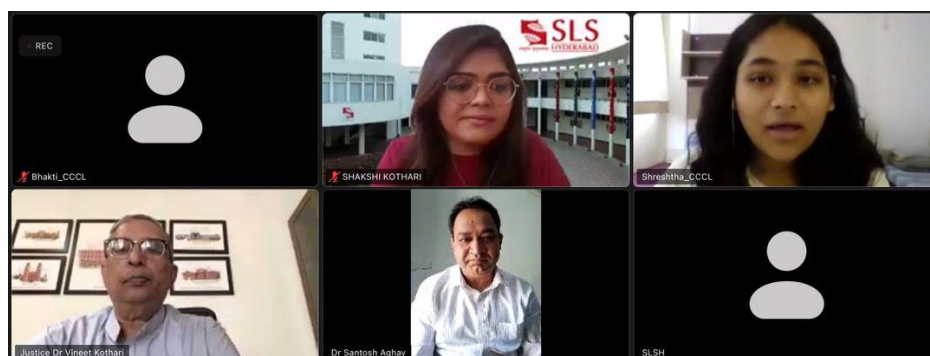 REC
SLS
HYDERABAD
Bhakti_CCCL
SHAKSHI KOTHARI
Shreshtha_CCCL
Justice Dr Vineet Kothari
Dr Santosh Aghav
SLSH